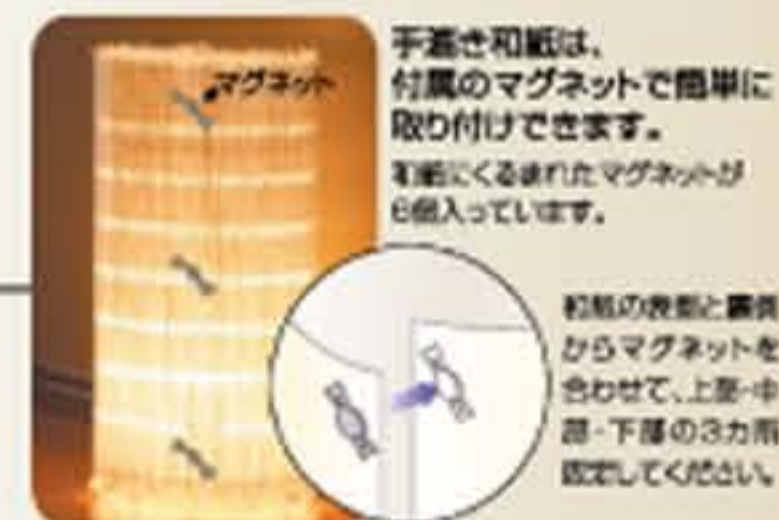 マグネット
手漉き和紙は、
付属のマグネットで簡単に
取り付けできます。
和紙にくるまれたマグネットが
6個入っています。
和紙の表側と裏側
からマグネットを
合わせて、上部・中
部・下部の3カ所
固定してください。